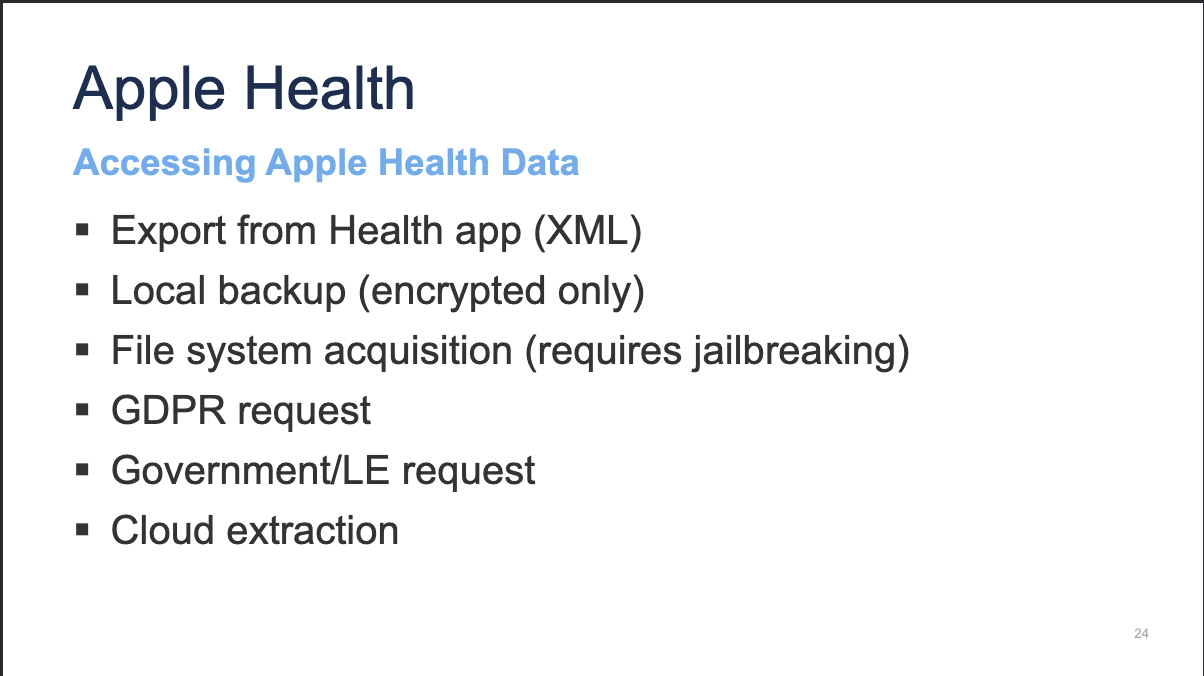 Apple Health
Accessing Apple Health Data
▪ Export from Health app (XML)
▪ Local backup (encrypted only)
▪ File system acquisition (requires jailbreaking)
▪ GDPR request
▪ Government/LE request
▪ Cloud extraction
24